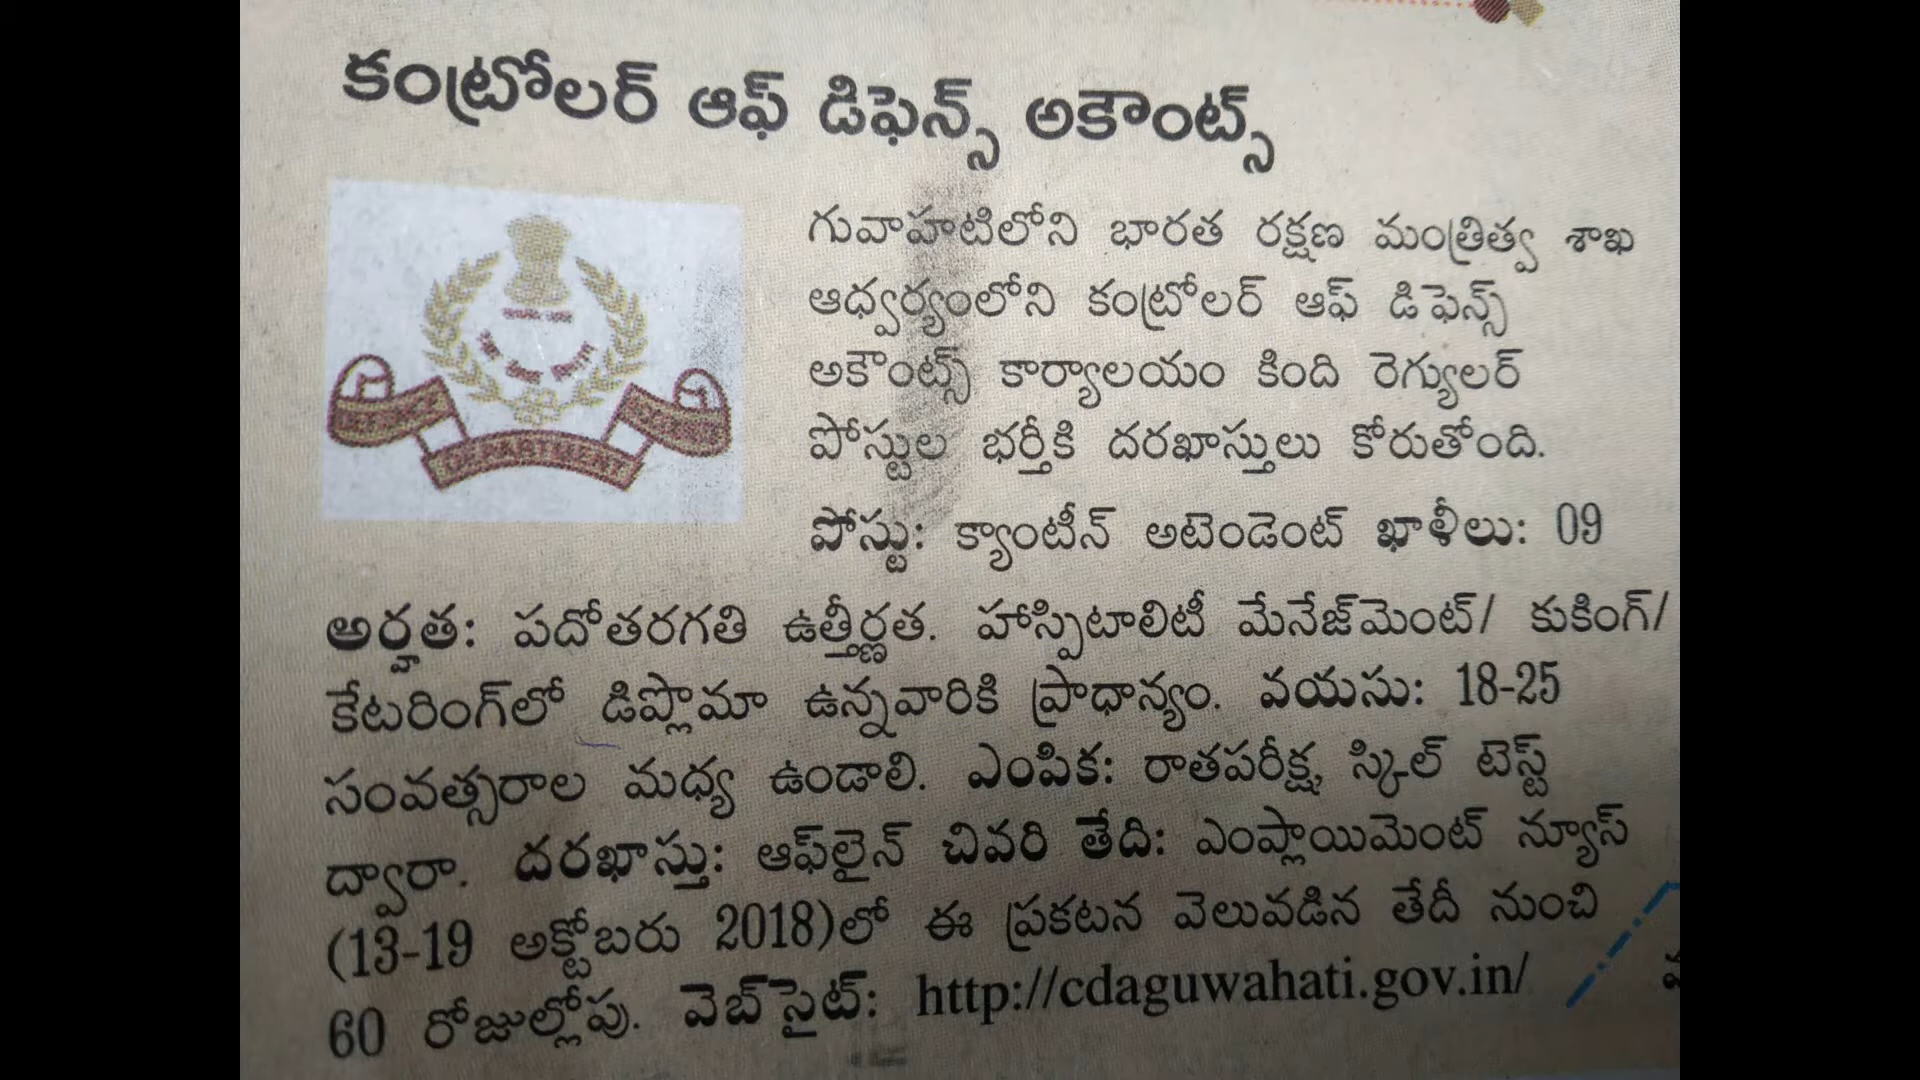 కంట్రోలర్ ఆఫ్ డిఫెన్స్ అకౌంట్స్
గువాహటిలోని భారత రక్షణ మంత్రిత్వ శాఖ
ఆధ్వర్యంలోని కంట్రోలర్ ఆఫ్ డిఫెన్స్
అకౌంట్స్ కార్యాలయం కింది రెగ్యులర్
పోస్టుల భర్తీకి దరఖాస్తులు కోరుతోంది.
పోస్టు: క్యాంటీన్ అటెండెంట్ ఖాళీలు: 09
DEPARTMENT
అర్హత: పదోతరగతి ఉత్తీర్ణత. హాస్పిటాలిటీ మేనేజ్‌మెంట్/ కుకింగ్/
కేటరింగ్‌లో డిప్లొమా ఉన్నవారికి ప్రాధాన్యం. వయసు: 18-25
సంవత్సరాల మధ్య ఉండాలి. ఎంపిక: రాతపరీక్ష, స్కిల్ టెస్ట్
ద్వారా. దరఖాస్తు: ఆఫ్‌లైన్ చివరి తేది: ఎంప్లాయిమెంట్ న్యూస్
(13-19 అక్టోబరు 2018)లో ఈ ప్రకటన వెలువడిన తేదీ నుంచి
60 రోజుల్లోపు. వెబ్‌సైట్: http://cdaguwahati.gov.in/